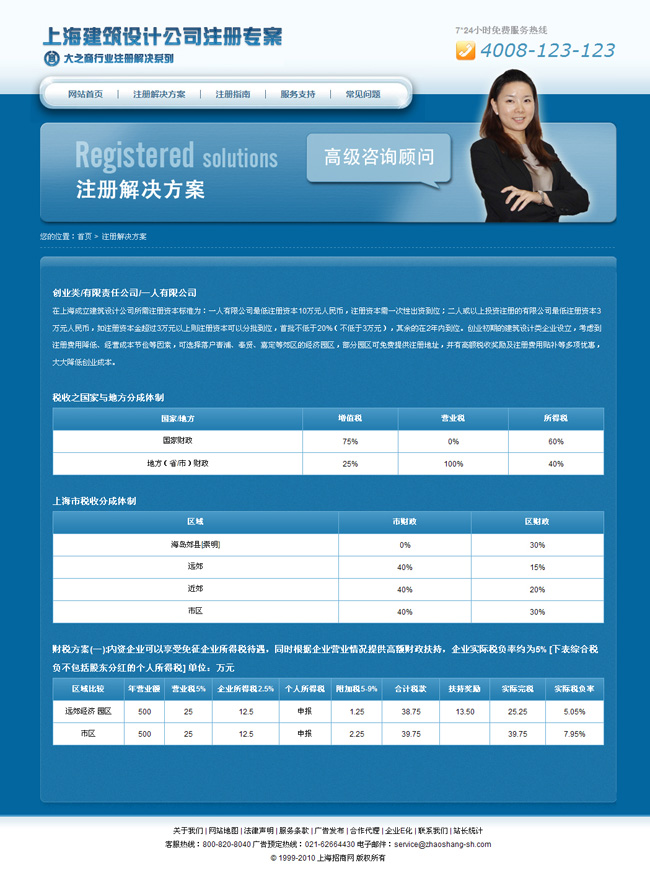 上海建筑设计公司注册专案
大之商行业注册解决系列
7*24小时免费服务热线
4008-123-123
网站首页 | 注册解决方案 | 注册指南 | 服务支持 | 常见问题
Registered solutions
注册解决方案
高级咨询顾问
您的位置：首页 > 注册解决方案
创业类/有限责任公司/一人有限公司
在上海成立建筑设计公司所需注册资本标准为：一人有限公司最低注册资本10万元人民币，注册资本需一次性出资到位；二人或以上投资注册的有限公司最低注册资本3
万元人民币，如注册资本金超过3万元以上则注册资本可以分批到位，首批不低于20%（不低于3万元），其余的在2年内到位。创业初期的建筑设计类企业设立，考虑到
注册费用降低、经营成本节俭等因素，可选择落户青浦、奉贤、嘉定等郊区的经济园区，部分园区可免费提供注册地址，并有高额税收奖励及注册费用贴补等多项优惠，
大大降低创业成本。
税收之国家与地方分成体制
国家/地方 增值税 营业税 所得税
国家财政 75% 0% 60%
地方（省/市）财政 25% 100% 40%
上海市税收分成体制
区域 市财政 区财政
海岛郊县[崇明] 0% 30%
远郊 40% 15%
近郊 40% 20%
市区 40% 30%
财税方案(一):内资企业可以享受免征企业所得税待遇，同时根据企业营业情况提供高额财政扶持，企业实际税负率约为5% [下表综合税
负不包括股东分红的个人所得税] 单位：万元
区域比较 年营业额 营业税5% 企业所得税2.5% 个人所得税 附加税5-9% 合计税款 扶持奖励 实际完税 实际税负率
远郊经济 园区 500 25 12.5 申报 1.25 38.75 13.50 25.25 5.05%
市区 500 25 12.5 申报 2.25 39.75 39.75 7.95%
关于我们 | 网站地图 | 法律声明 | 服务条款 | 广告发布 | 合作代理 | 企业E化 | 联系我们 | 站长统计
客服热线：800-820-8040 广告预定热线：021-62664430 电子邮件：service@zhaoshang-sh.com
© 1999-2010 上海招商网 版权所有